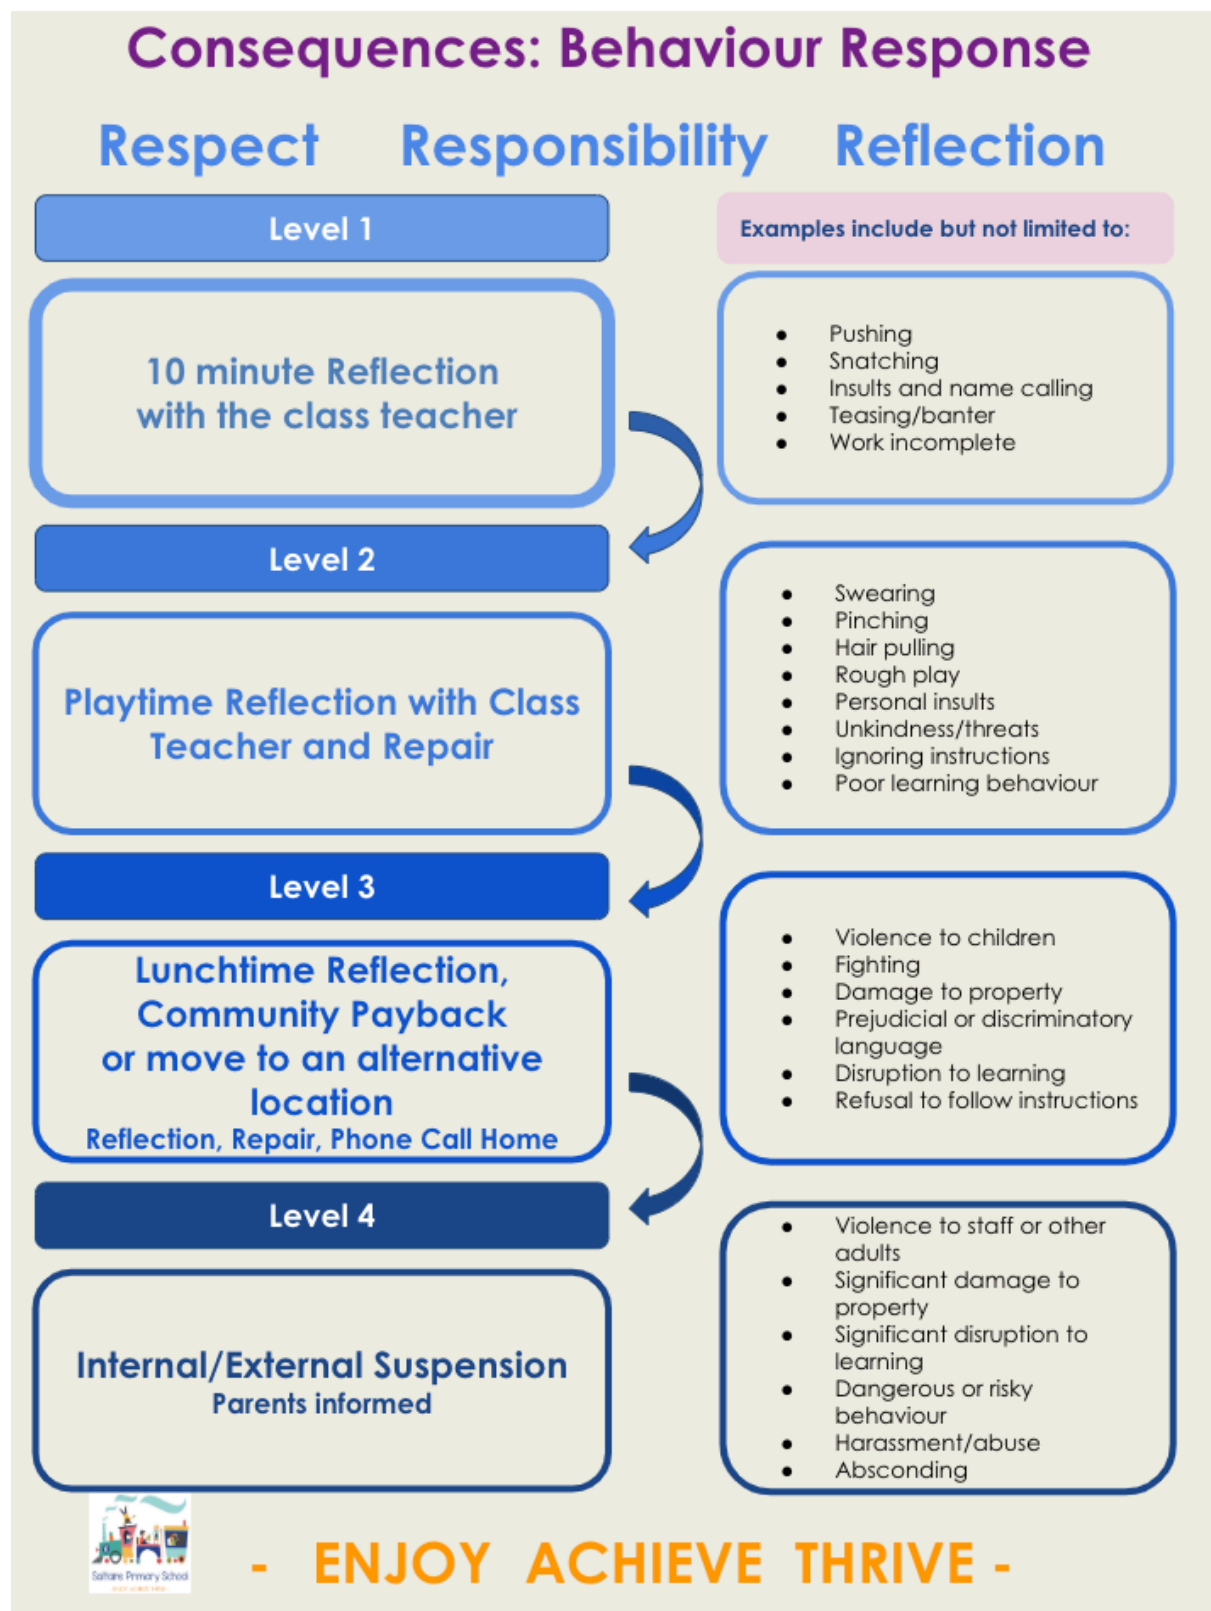 Consequences: Behaviour Response
Respect Responsibility Reflection
Level 1
Examples include but not limited to:
10 minute Reflection
with the class teacher
● Pushing
● Snatching
● Insults and name calling
● Teasing/banter
● Work incomplete
Level 2
Playtime Reflection with Class
Teacher and Repair
● Swearing
● Pinching
● Hair pulling
● Rough play
● Personal insults
● Unkindness/threats
● Ignoring instructions
● Poor learning behaviour
Level 3
Lunchtime Reflection,
Community Payback
or move to an alternative
location
Reflection, Repair, Phone Call Home
● Violence to children
● Fighting
● Damage to property
● Prejudicial or discriminatory
language
● Disruption to learning
● Refusal to follow instructions
Level 4
Internal/External Suspension
Parents informed
● Violence to staff or other
adults
● Significant damage to
property
● Significant disruption to
learning
● Dangerous or risky
behaviour
● Harassment/abuse
● Absconding
Saltaire Primary School
ENJOY ACHIEVE THRIVE
- ENJOY ACHIEVE THRIVE -